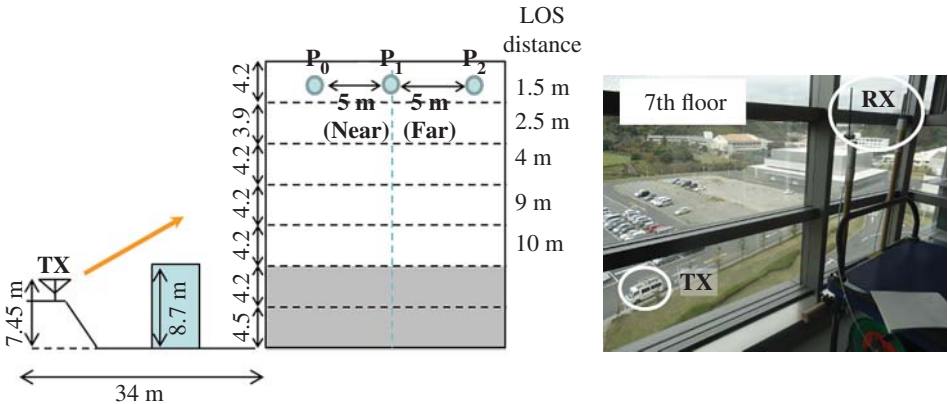 LOS
distance
P0 P1 P2
4.2
1.5 m
5 m 5 m
(Near) (Far)
3.9
2.5 m
4.2
4 m
4.2
9 m
4.2
10 m
4.2
4.5
TX
7.45 m
8.7 m
34 m
7th floor
RX
TX